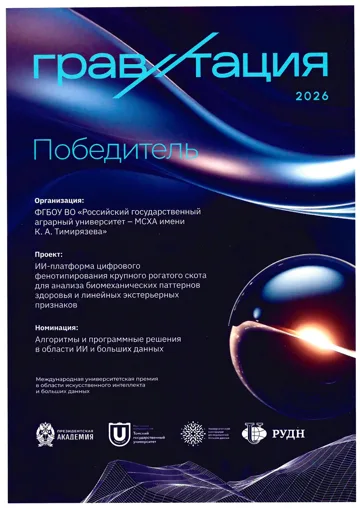 гравитация
2026
Победитель
Организация:
ФГБОУ ВО «Российский государственный
аграрный университет – МСХА имени
К. А. Тимирязева»
Проект:
ИИ-платформа цифрового
фенотипирования крупного рогатого скота
для анализа биомеханических паттернов
здоровья и линейных экстерьерных
признаков
Номинация:
Алгоритмы и программные решения
в области ИИ и больших данных
Международная университетская премия
в области искусственного интеллекта
и больших данных
ПРЕЗИДЕНТСКАЯ
АКАДЕМИЯ
Томский
государственный
университет
РУДН